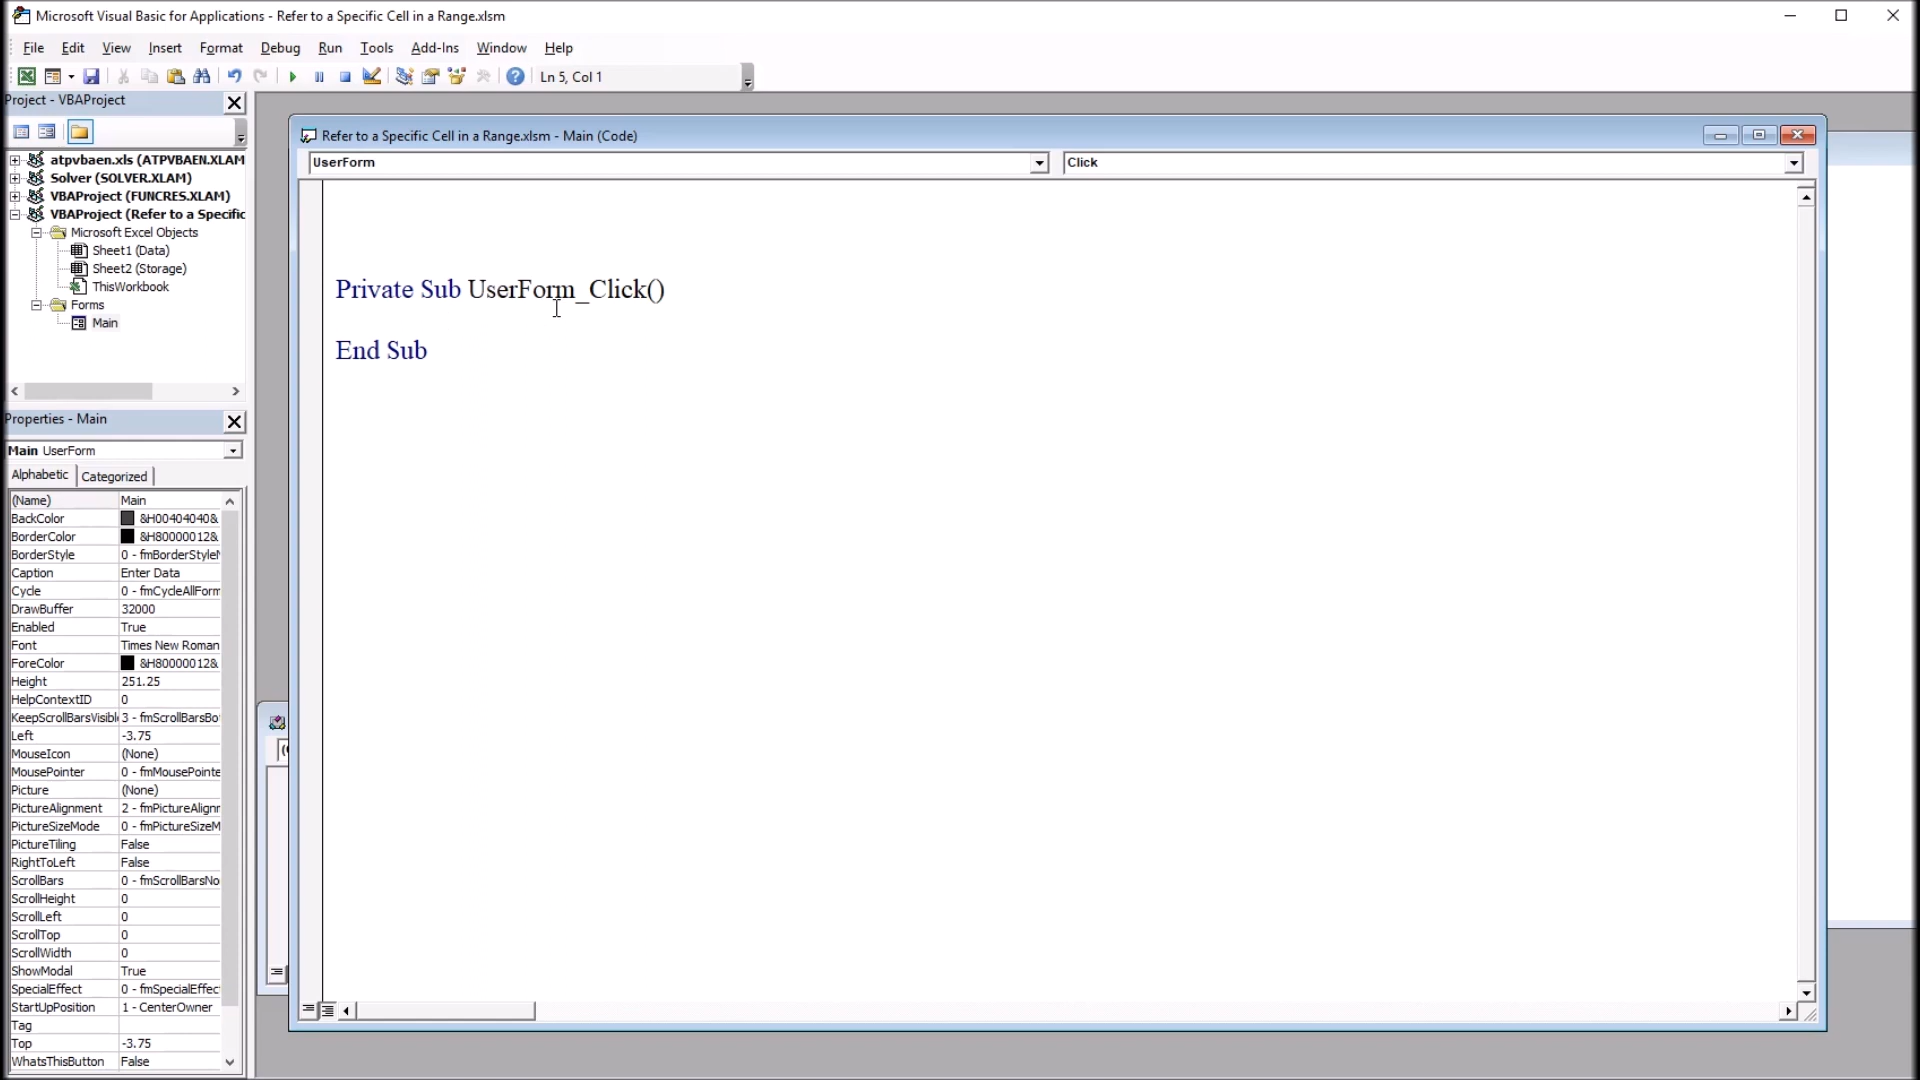 Microsoft Visual Basic for Applications - Refer to a Specific Cell in a Range.xlsm
File Edit View Insert Format Debug Run Tools Add-Ins Window Help
Ln 5, Col 1
Project - VBAProject
atpvbaen.xls (ATPVBAEN.XLAM
Solver (SOLVER.XLAM)
VBAProject (FUNCRES.XLAM)
VBAProject (Refer to a Specific
Microsoft Excel Objects
Sheet1 (Data)
Sheet2 (Storage)
ThisWorkbook
Forms
Main
Properties - Main
Main UserForm
Alphabetic Categorized
(Name) Main
BackColor &H00404040&
BorderColor &H80000012&
BorderStyle 0 - fmBorderStyleN
Caption Enter Data
Cycle 0 - fmCycleAllForm
DrawBuffer 32000
Enabled True
Font Times New Roman
ForeColor &H80000012&
Height 251.25
HelpContextID 0
KeepScrollBarsVisible 3 - fmScrollBarsBo
Left -3.75
MouseIcon (None)
MousePointer 0 - fmMousePointe
Picture (None)
PictureAlignment 2 - fmPictureAlignr
PictureSizeMode 0 - fmPictureSizeM
PictureTiling False
RightToLeft False
ScrollBars 0 - fmScrollBarsNo
ScrollHeight 0
ScrollLeft 0
ScrollTop 0
ScrollWidth 0
ShowModal True
SpecialEffect 0 - fmSpecialEffec
StartUpPosition 1 - CenterOwner
Tag
Top -3.75
WhatsThisButton False
Refer to a Specific Cell in a Range.xlsm - Main (Code)
UserForm Click
Private Sub UserForm_Click()
End Sub